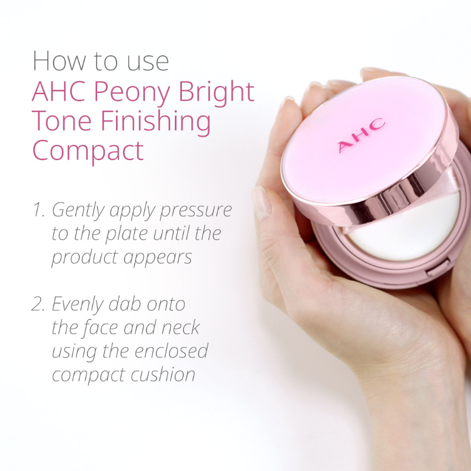 How to use
AHC Peony Bright
Tone Finishing
Compact
1. Gently apply pressure
to the plate until the
product appears
2. Evenly dab onto
the face and neck
using the enclosed
compact cushion
AHC